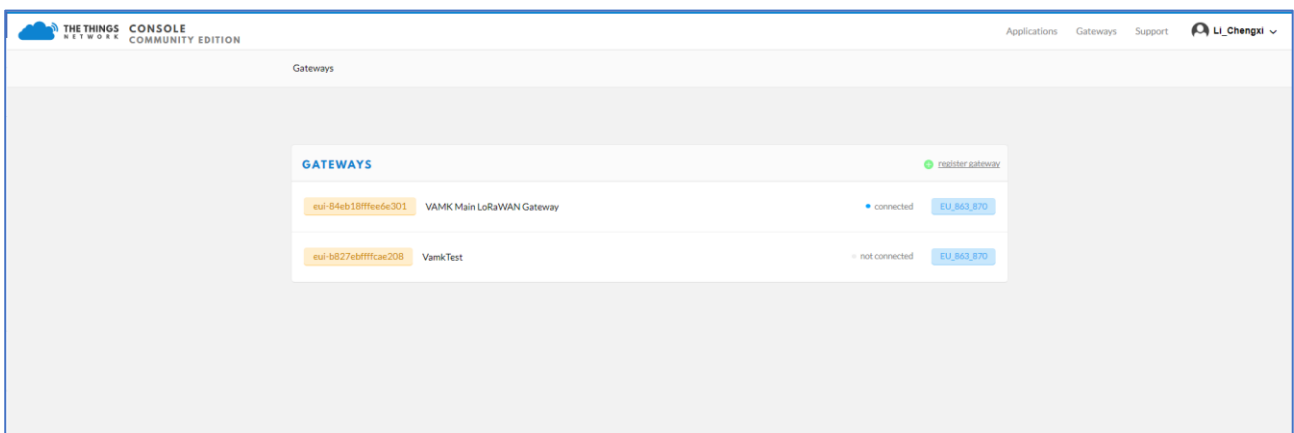 THE THINGS NETWORK CONSOLE COMMUNITY EDITION
Applications Gateways Support Li_Chengxi
Gateways
GATEWAYS register gateway
eui-84eb18fffee6e301 VAMK Main LoRaWAN Gateway connected EU_863_870
eui-b827ebffffcae208 VamkTest not connected EU_863_870